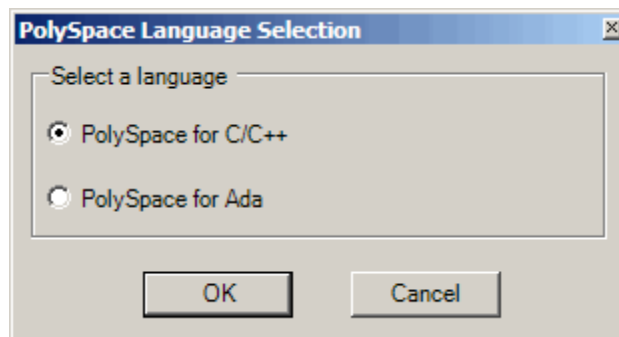 PolySpace Language Selection
Select a language
PolySpace for C/C++
PolySpace for Ada
OK
Cancel